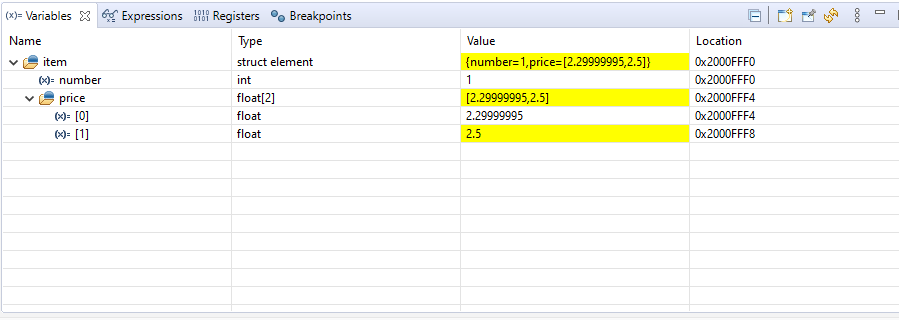 (x)= Variables Expressions 1010 0101 Registers Breakpoints
Name Type Value Location
item struct element {number=1,price=[2.29999995,2.5]} 0x2000FFF0
(x)= number int 1 0x2000FFF0
price float[2] [2.29999995,2.5] 0x2000FFF4
(x)= [0] float 2.29999995 0x2000FFF4
(x)= [1] float 2.5 0x2000FFF8